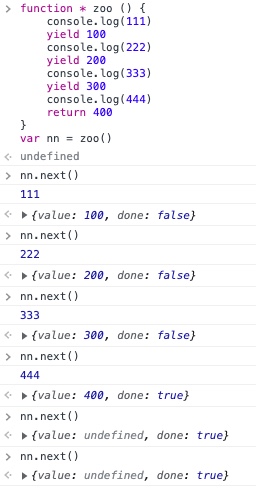 > function * zoo () {
    console.log(111)
    yield 100
    console.log(222)
    yield 200
    console.log(333)
    yield 300
    console.log(444)
    return 400
}
var nn = zoo()
undefined
> nn.next()
111
▶ {value: 100, done: false}
> nn.next()
222
▶ {value: 200, done: false}
> nn.next()
333
▶ {value: 300, done: false}
> nn.next()
444
▶ {value: 400, done: true}
> nn.next()
▶ {value: undefined, done: true}
> nn.next()
▶ {value: undefined, done: true}